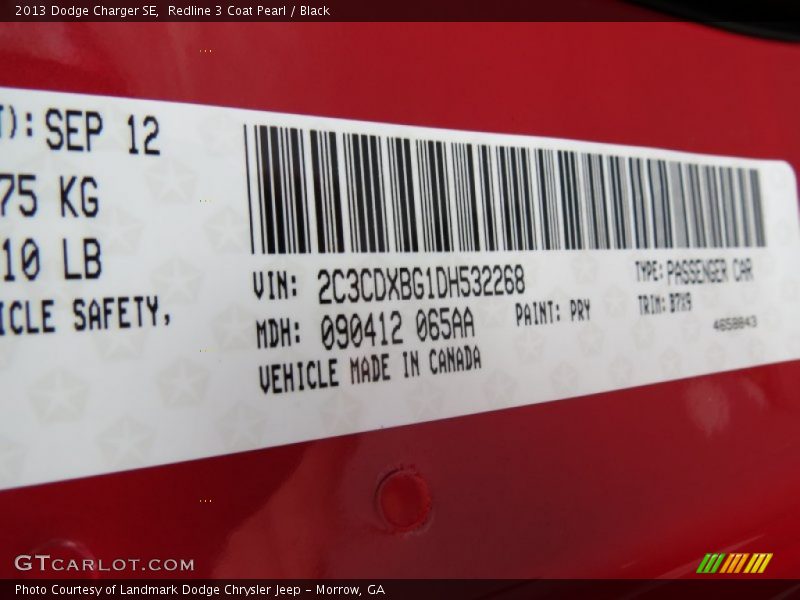 2013 Dodge Charger SE,  Redline 3 Coat Pearl / Black
T): SEP 12
75 KG
10 LB
ICLE SAFETY,
VIN: 2C3CDXBG1DH532268
TYPE: PASSENGER CAR
MDH: 090412 065AA
PAINT: PRY
TRIM: B7X9
VEHICLE MADE IN CANADA
4658843
GTCARLOT.COM
Photo Courtesy of Landmark Dodge Chrysler Jeep - Morrow, GA